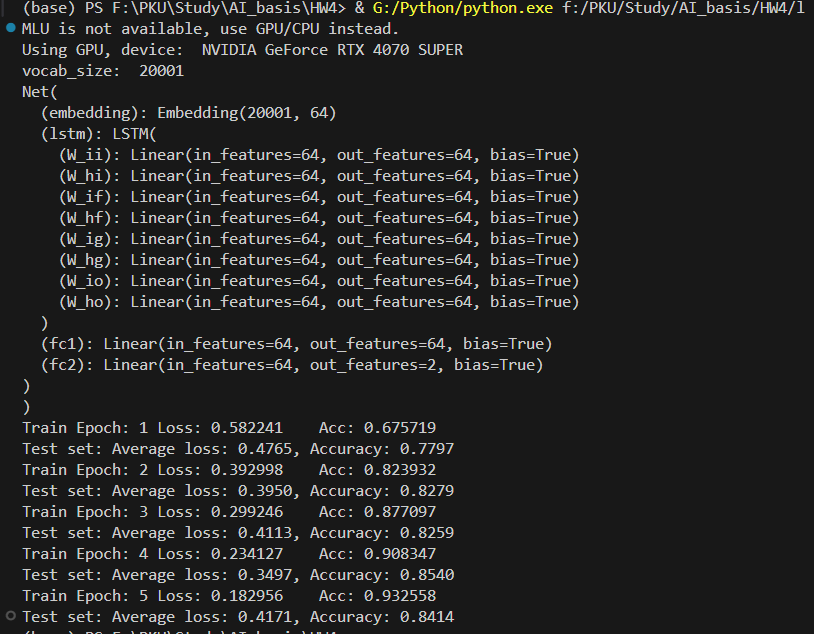 (base) PS F:\PKU\Study\AI_basis\HW4> & G:/Python/python.exe f:/PKU/Study/AI_basis/HW4/l
MLU is not available, use GPU/CPU instead.
Using GPU, device:  NVIDIA GeForce RTX 4070 SUPER
vocab_size:  20001
Net(
  (embedding): Embedding(20001, 64)
  (lstm): LSTM(
    (W_ii): Linear(in_features=64, out_features=64, bias=True)
    (W_hi): Linear(in_features=64, out_features=64, bias=True)
    (W_if): Linear(in_features=64, out_features=64, bias=True)
    (W_hf): Linear(in_features=64, out_features=64, bias=True)
    (W_ig): Linear(in_features=64, out_features=64, bias=True)
    (W_hg): Linear(in_features=64, out_features=64, bias=True)
    (W_io): Linear(in_features=64, out_features=64, bias=True)
    (W_ho): Linear(in_features=64, out_features=64, bias=True)
  )
  (fc1): Linear(in_features=64, out_features=64, bias=True)
  (fc2): Linear(in_features=64, out_features=2, bias=True)
)
)
Train Epoch: 1 Loss: 0.582241    Acc: 0.675719
Test set: Average loss: 0.4765, Accuracy: 0.7797
Train Epoch: 2 Loss: 0.392998    Acc: 0.823932
Test set: Average loss: 0.3950, Accuracy: 0.8279
Train Epoch: 3 Loss: 0.299246    Acc: 0.877097
Test set: Average loss: 0.4113, Accuracy: 0.8259
Train Epoch: 4 Loss: 0.234127    Acc: 0.908347
Test set: Average loss: 0.3497, Accuracy: 0.8540
Train Epoch: 5 Loss: 0.182956    Acc: 0.932558
Test set: Average loss: 0.4171, Accuracy: 0.8414
(base) PS F:\PKU\Study\AI_basis\HW4